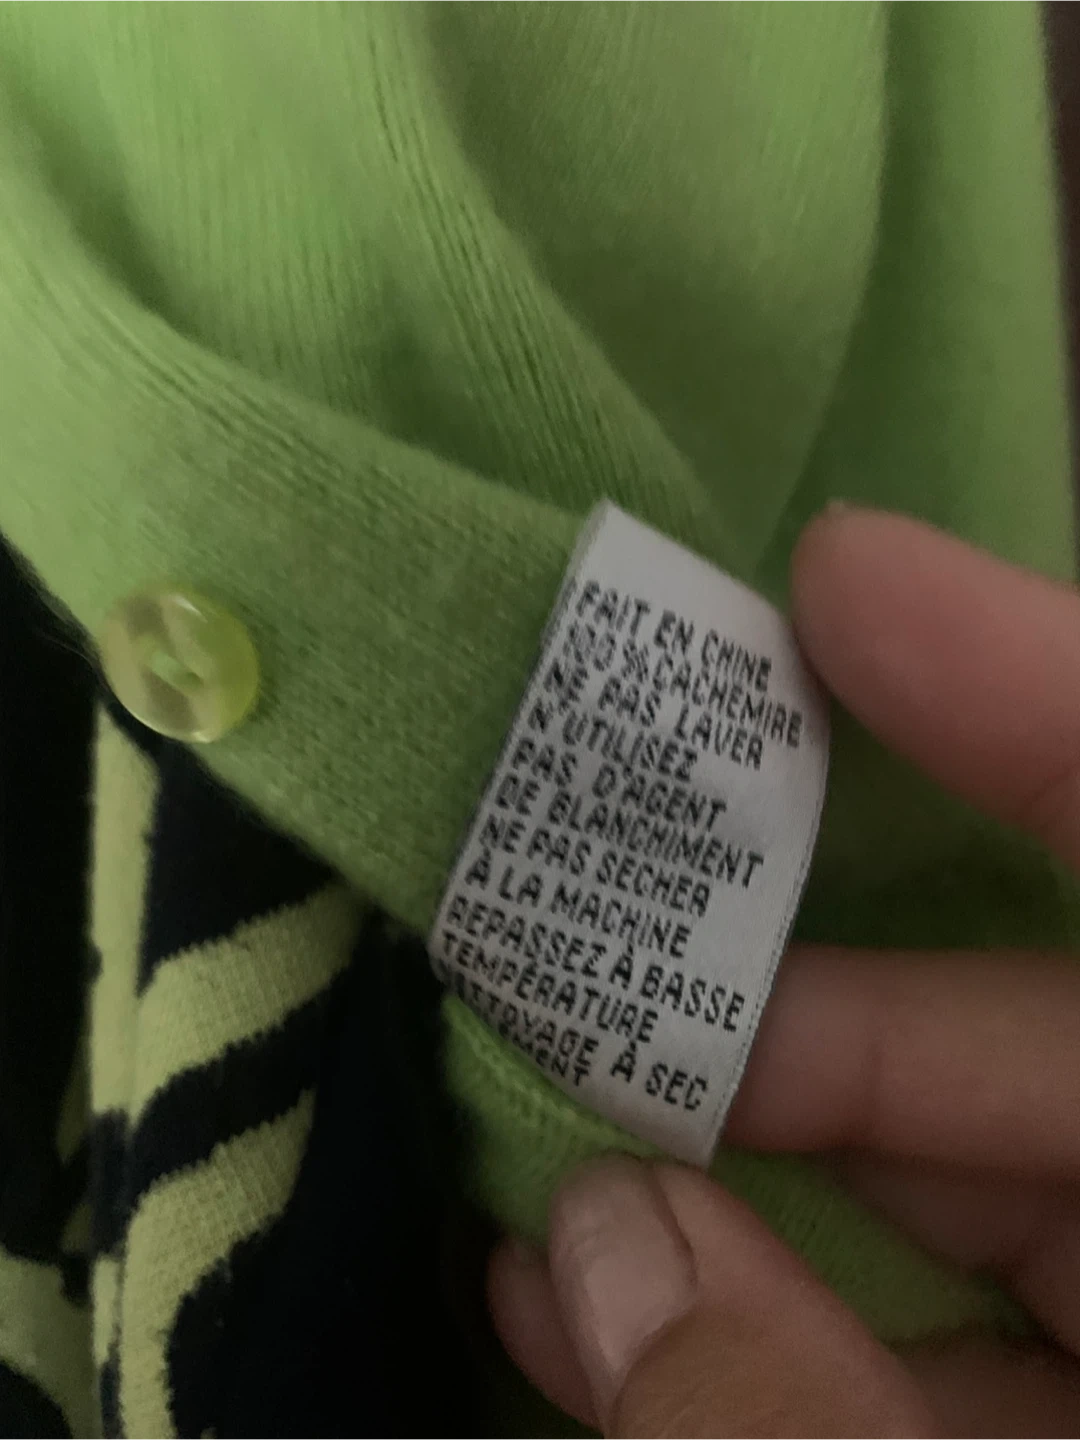 FAIT EN CHINE
100% CACHEMIRE
NE PAS LAVER
N'UTILISEZ
PAS D'AGENT
DE BLANCHIMENT
NE PAS SECHER
À LA MACHINE
REPASSEZ À BASSE
TEMPÉRATURE
À SEC